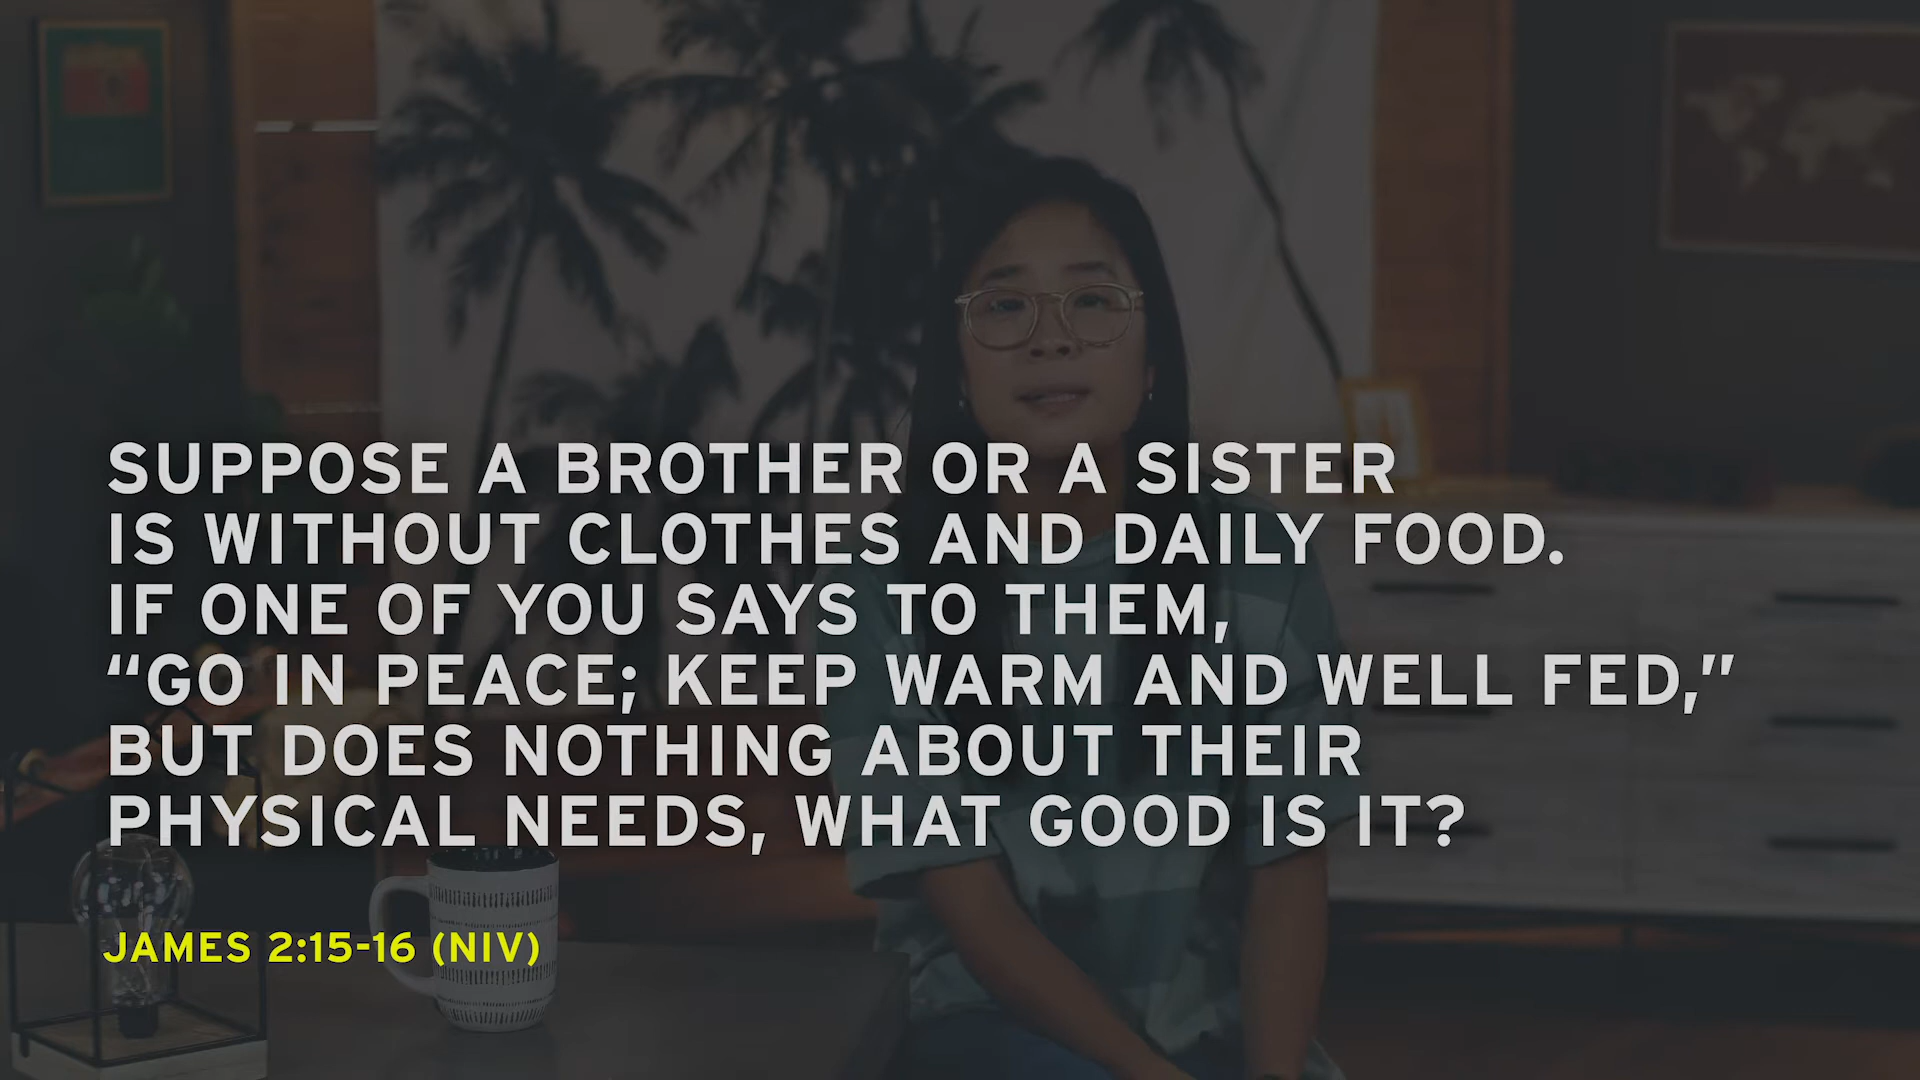 SUPPOSE A BROTHER OR A SISTER
IS WITHOUT CLOTHES AND DAILY FOOD.
IF ONE OF YOU SAYS TO THEM,
“GO IN PEACE; KEEP WARM AND WELL FED,”
BUT DOES NOTHING ABOUT THEIR
PHYSICAL NEEDS, WHAT GOOD IS IT?
JAMES 2:15-16 (NIV)